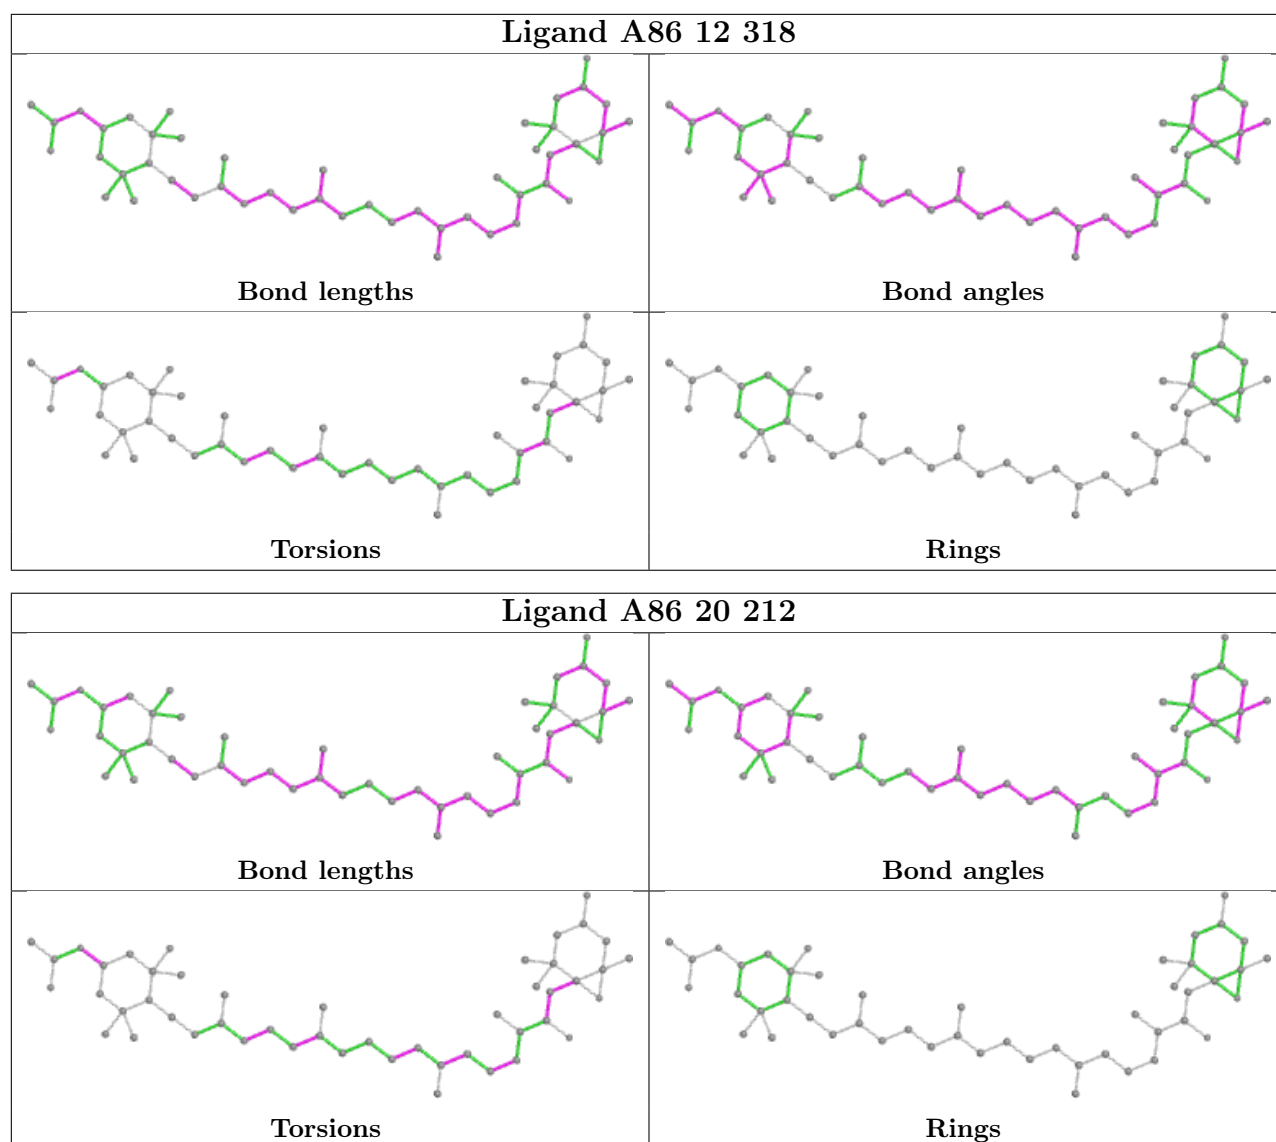 Ligand A86 12 318
Bond lengths
Bond angles
Torsions
Rings
Ligand A86 20 212
Bond lengths
Bond angles
Torsions
Rings